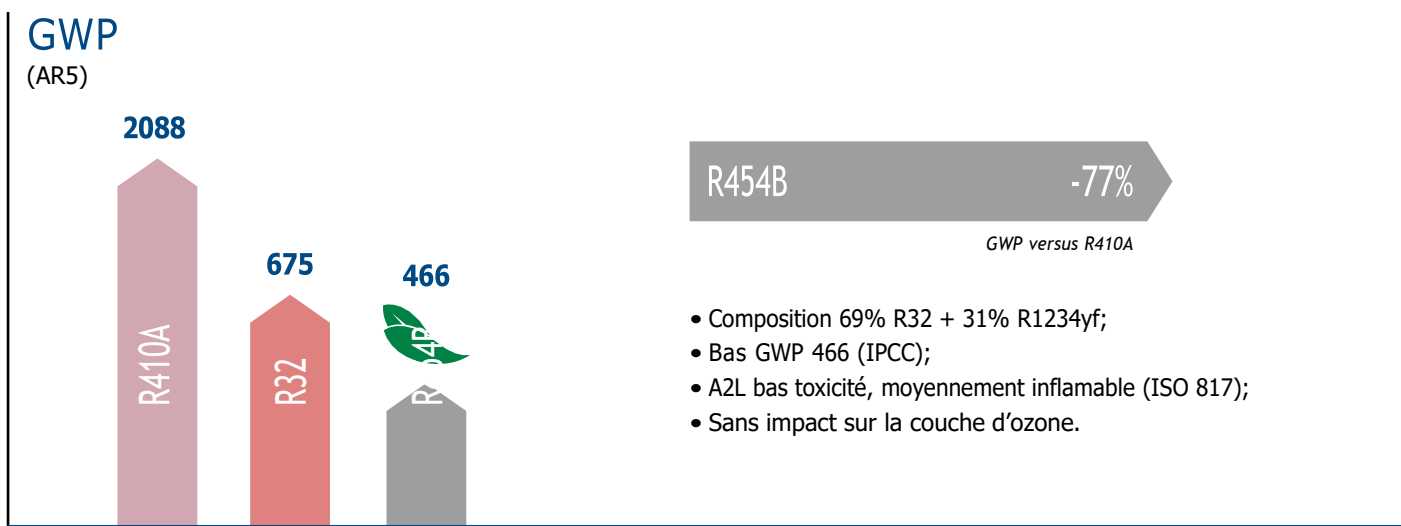 GWP
(AR5)
2088
675
466
R410A
R32
R454B -77%
GWP versus R410A
• Composition 69% R32 + 31% R1234yf;
• Bas GWP 466 (IPCC);
• A2L bas toxicité, moyennement inflamable (ISO 817);
• Sans impact sur la couche d’ozone.